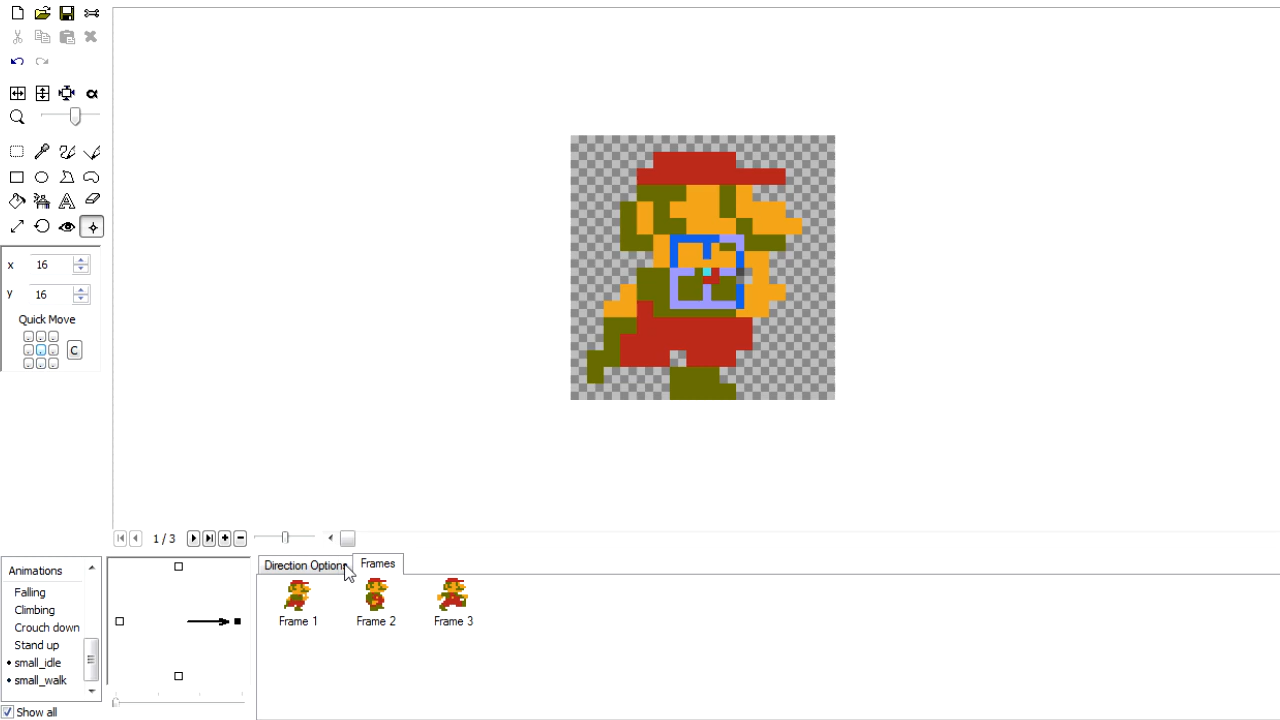 x 16
y 16
Quick Move
C
1 / 3
Animations
Falling
Climbing
Crouch down
Stand up
small_idle
small_walk
Show all
Direction Options
Frames
Frame 1
Frame 2
Frame 3